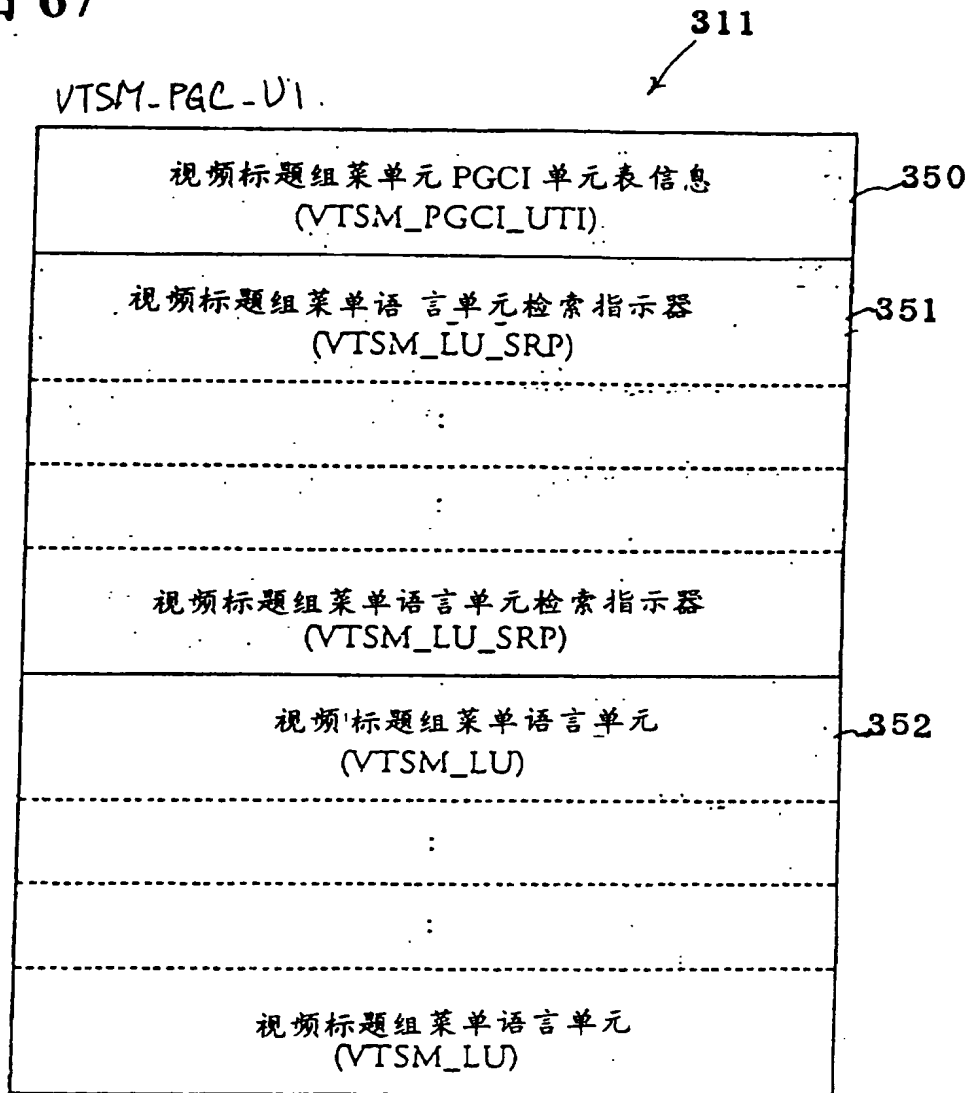 67
311
VTSM-PGC-UI.
视频标题组菜单元 PGCI 单元表信息
(VTSM_PGCI_UTI)
350
视频标题组菜单语 言单元检索指示器
(VTSM_LU_SRP)
351
:
:
视频标题组菜单语言单元检索指示器
(VTSM_LU_SRP)
视频标题组菜单语言单元
(VTSM_LU)
352
:
:
视频标题组菜单语言单元
(VTSM_LU)